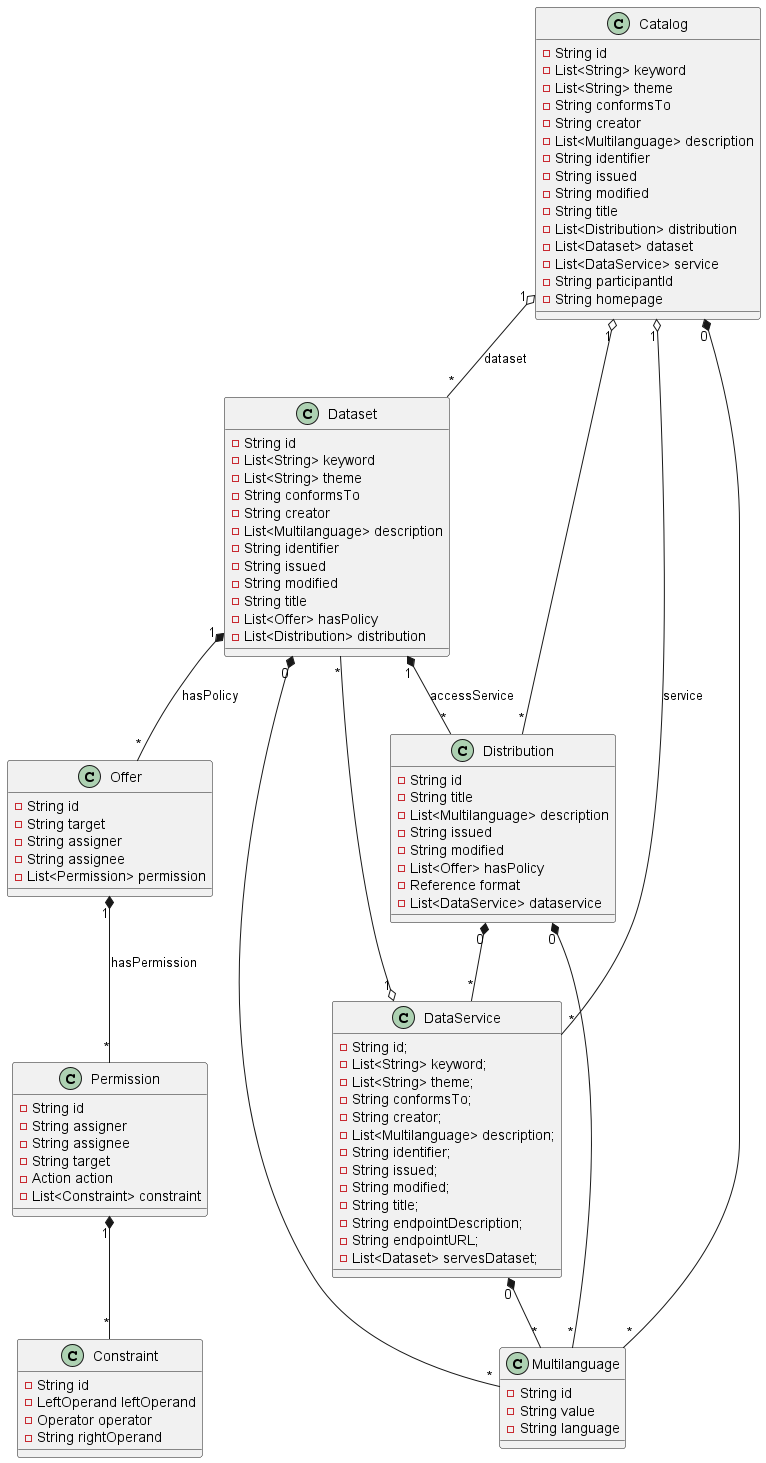 C Catalog
String id
List<String> keyword
List<String> theme
String conformsTo
String creator
List<Multilanguage> description
String identifier
String issued
String modified
String title
List<Distribution> distribution
List<Dataset> dataset
List<DataService> service
String participantId
String homepage
1
1
1
0
dataset
*
C Dataset
String id
List<String> keyword
List<String> theme
String conformsTo
String creator
List<Multilanguage> description
String identifier
String issued
String modified
String title
List<Offer> hasPolicy
List<Distribution> distribution
1
0
*
1
hasPolicy
accessService
service
*
*
*
C Offer
String id
String target
String assigner
String assignee
List<Permission> permission
C Distribution
String id
String title
List<Multilanguage> description
String issued
String modified
List<Offer> hasPolicy
Reference format
List<DataService> dataservice
1
0
0
hasPermission
*
1
*
*
C Permission
String id
String assigner
String assignee
String target
Action action
List<Constraint> constraint
C DataService
String id;
List<String> keyword;
List<String> theme;
String conformsTo;
String creator;
List<Multilanguage> description;
String identifier;
String issued;
String modified;
String title;
String endpointDescription;
String endpointURL;
List<Dataset> servesDataset;
1
0
*
*
*
*
*
C Constraint
String id
LeftOperand leftOperand
Operator operator
String rightOperand
C Multilanguage
String id
String value
String language